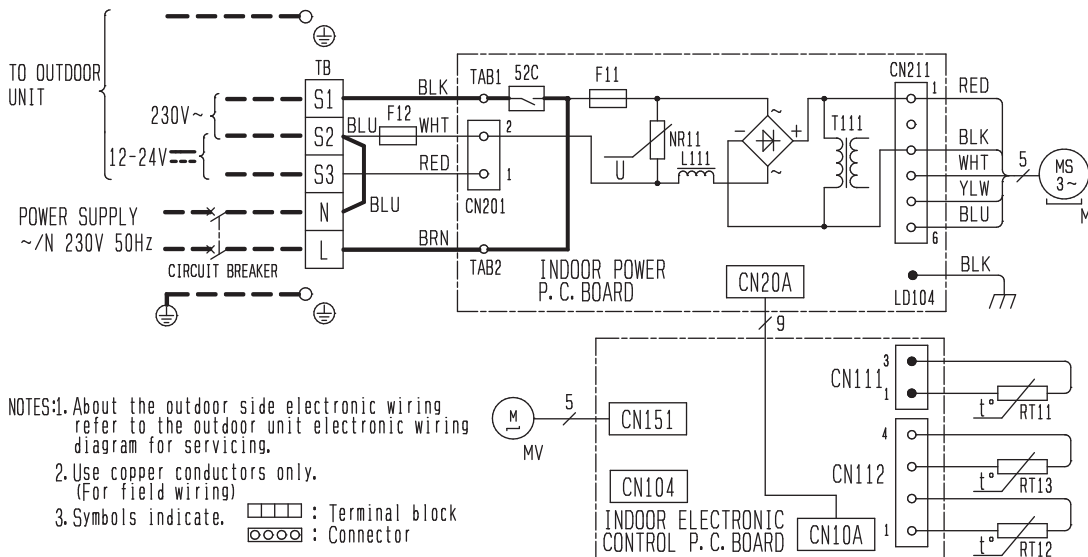 TO OUTDOOR
UNIT
230V~
12-24V
POWER SUPPLY
~/N 230V 50Hz
CIRCUIT BREAKER
TB
S1
S2
S3
N
L
BLK
BLU
F12
WHT
RED
BLU
BRN
TAB1
52C
F11
2
1
CN201
TAB2
NR11
U
L111
~
-
+
~
T111
CN211
1
6
RED
BLK
WHT
YLW
BLU
5
MS
3~
INDOOR POWER
P.C.BOARD
CN20A
LD104
BLK
9
NOTES:1. About the outdoor side electronic wiring
refer to the outdoor unit electronic wiring
diagram for servicing.
2. Use copper conductors only.
(For field wiring)
3. Symbols indicate.
: Terminal block
: Connector
M
MV
5
CN151
CN104
INDOOR ELECTRONIC
CONTROL P.C.BOARD
CN10A
CN111
3
1
t°
RT11
CN112
4
1
t°
RT13
t°
RT12